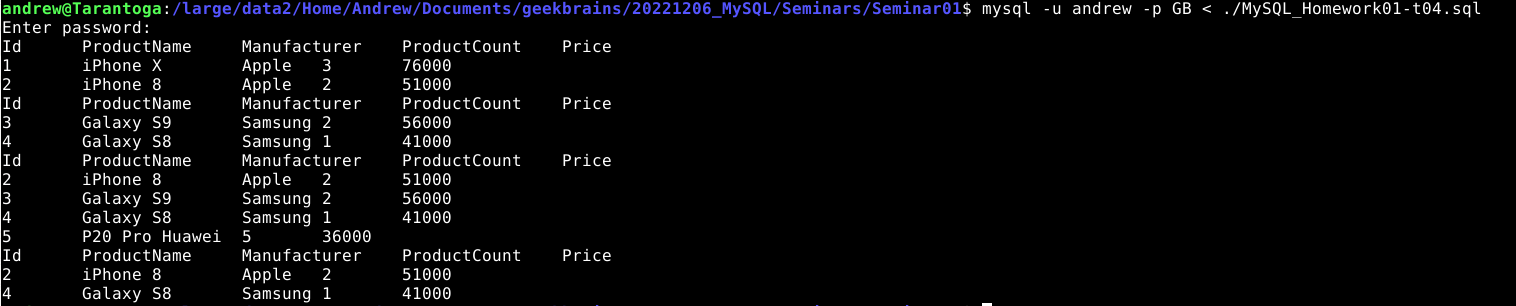 andrew@Tarantoga:/large/data2/Home/Andrew/Documents/geekbrains/20221206_MySQL/Seminars/Seminar01$ mysql -u andrew -p GB < ./MySQL_Homework01-t04.sql
Enter password:
Id	ProductName	Manufacturer	ProductCount	Price
1	iPhone X	Apple	3	76000
2	iPhone 8	Apple	2	51000
Id	ProductName	Manufacturer	ProductCount	Price
3	Galaxy S9	Samsung	2	56000
4	Galaxy S8	Samsung	1	41000
Id	ProductName	Manufacturer	ProductCount	Price
2	iPhone 8	Apple	2	51000
3	Galaxy S9	Samsung	2	56000
4	Galaxy S8	Samsung	1	41000
5	P20 Pro	Huawei	5	36000
Id	ProductName	Manufacturer	ProductCount	Price
2	iPhone 8	Apple	2	51000
4	Galaxy S8	Samsung	1	41000